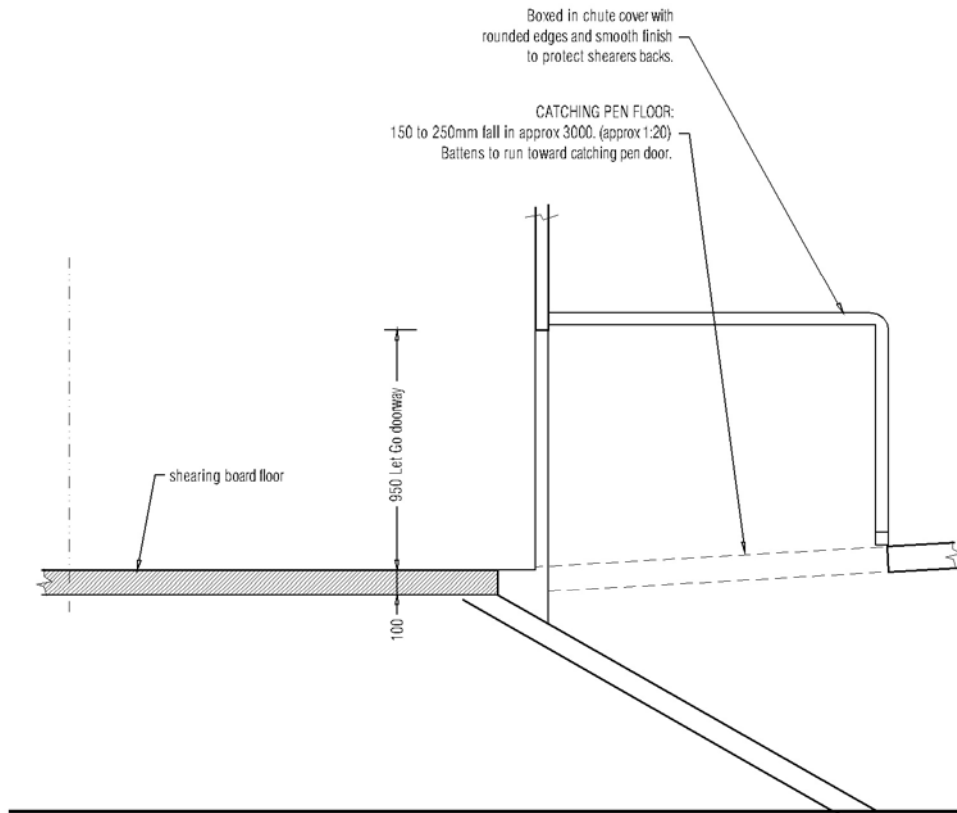 Boxed in chute cover with
rounded edges and smooth finish
to protect shearers backs.
CATCHING PEN FLOOR:
150 to 250mm fall in approx 3000. (approx 1:20)
Battens to run toward catching pen door.
950 Let Go doorway
shearing board floor
100